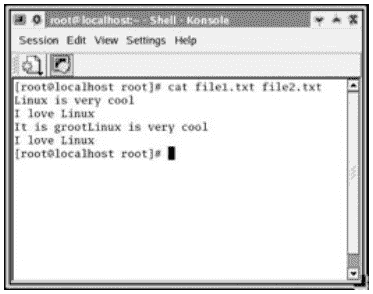 root@localhost:~ - Shell - Konsole
Session Edit View Settings Help
[root@localhost root]# cat file1.txt file2.txt
Linux is very cool
I love Linux
It is grootLinux is very cool
I love Linux
[root@localhost root]#